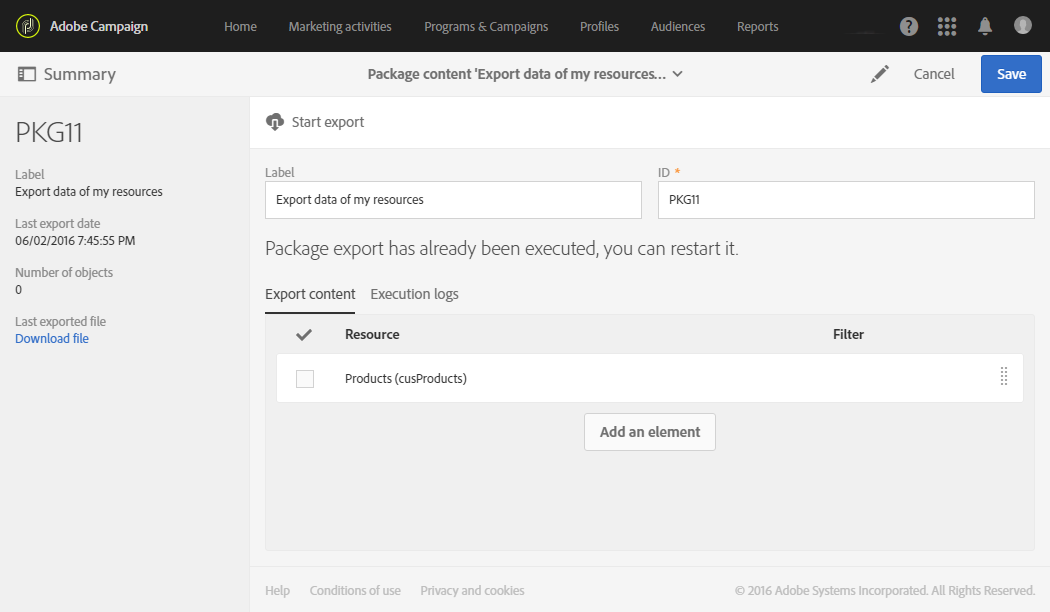 Adobe Campaign Home Marketing activities Programs & Campaigns Profiles Audiences Reports
Summary Package content 'Export data of my resources... Cancel Save
PKG11
Label
Export data of my resources
Last export date
06/02/2016 7:45:55 PM
Number of objects
0
Last exported file
Download file
Start export
Label ID *
Export data of my resources PKG11
Package export has already been executed, you can restart it.
Export content Execution logs
Resource Filter
Products (cusProducts)
Add an element
Help Conditions of use Privacy and cookies © 2016 Adobe Systems Incorporated. All Rights Reserved.